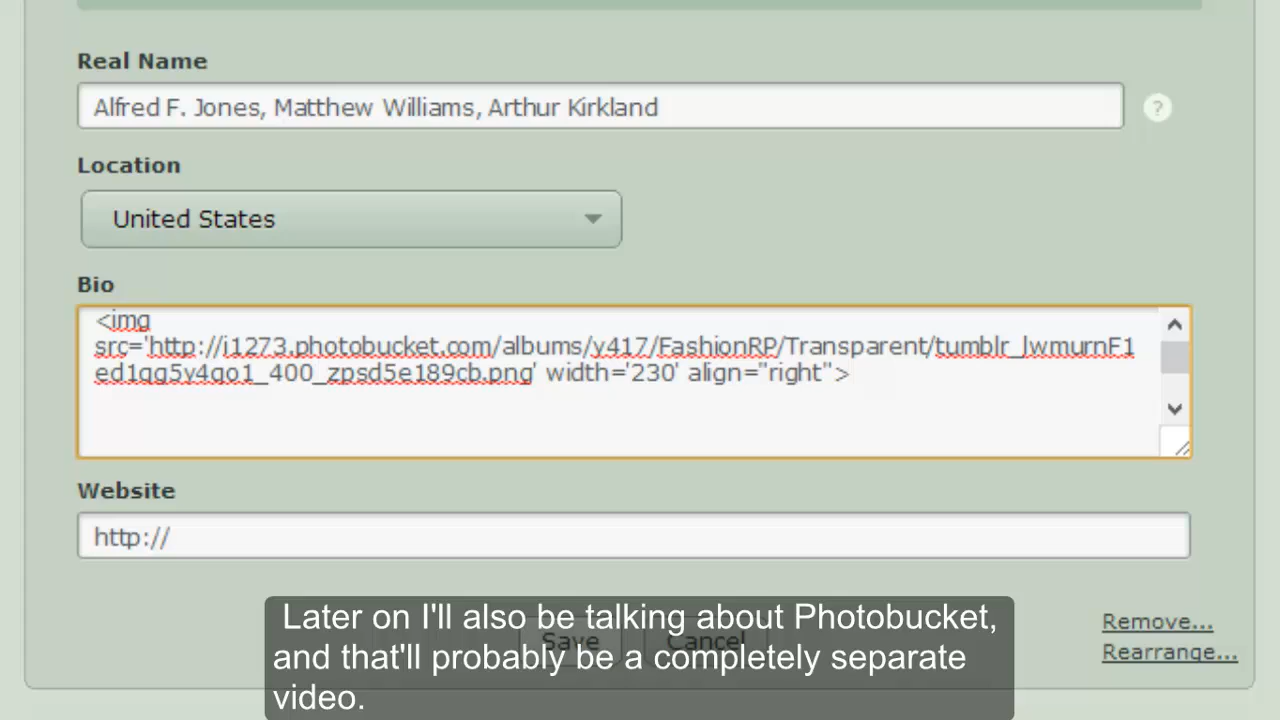 Real Name
Alfred F. Jones, Matthew Williams, Arthur Kirkland
?
Location
United States
Bio
<img
src='http://i1273.photobucket.com/albums/y417/FashionRP/Transparent/tumblr_lwmurnF1
ed1qg5y4qo1_400_zpsd5e189cb.png' width='230' align="right">
Website
http://
Save Cancel
Remove...
Rearrange...
Later on I'll also be talking about Photobucket,
and that'll probably be a completely separate
video.